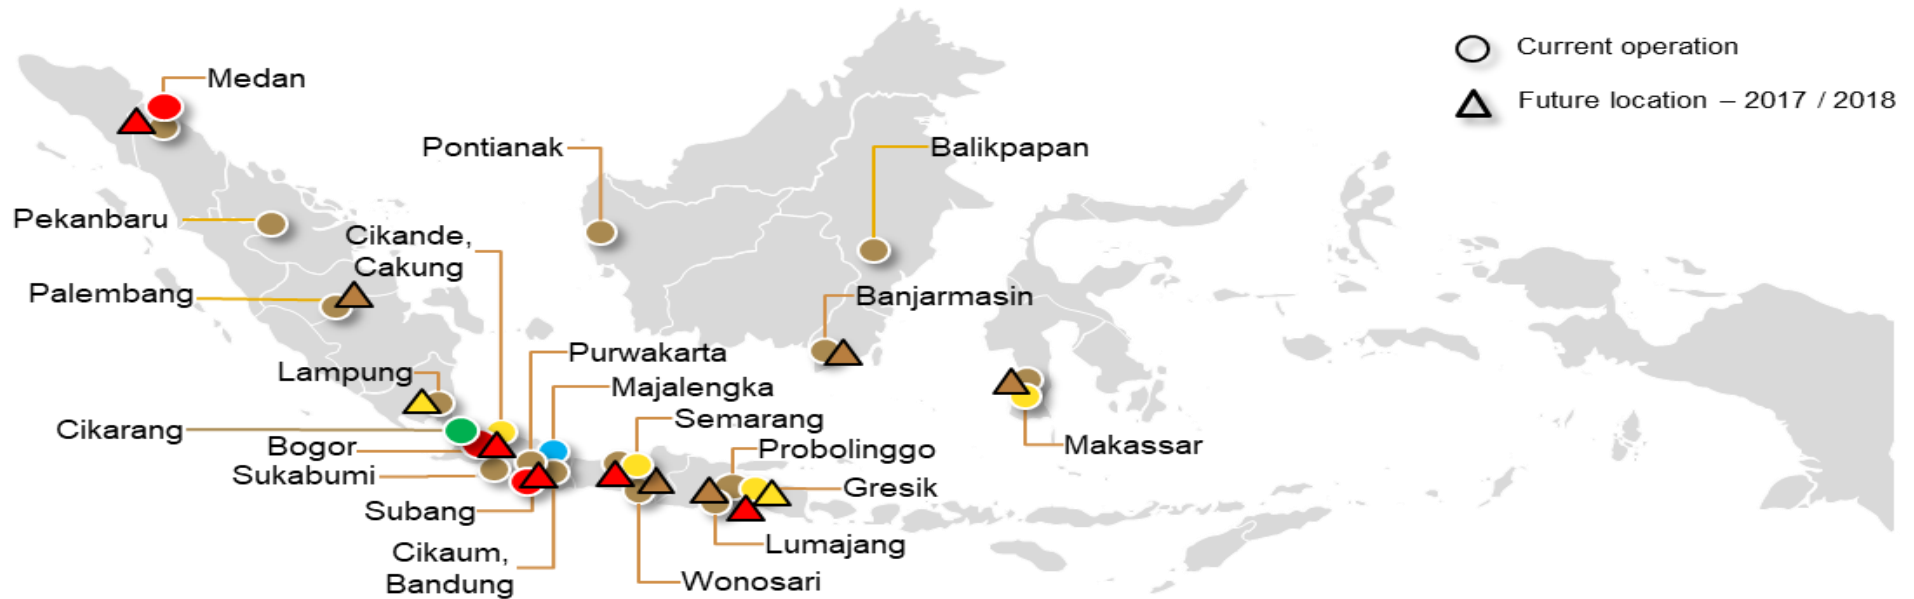 Current operation
Future location – 2017 / 2018
Medan
Pontianak
Balikpapan
Pekanbaru
Cikande,
Cakung
Palembang
Banjarmasin
Purwakarta
Lampung
Majalengka
Semarang
Cikarang
Bogor
Probolinggo
Makassar
Sukabumi
Gresik
Subang
Lumajang
Cikaum,
Bandung
Wonosari